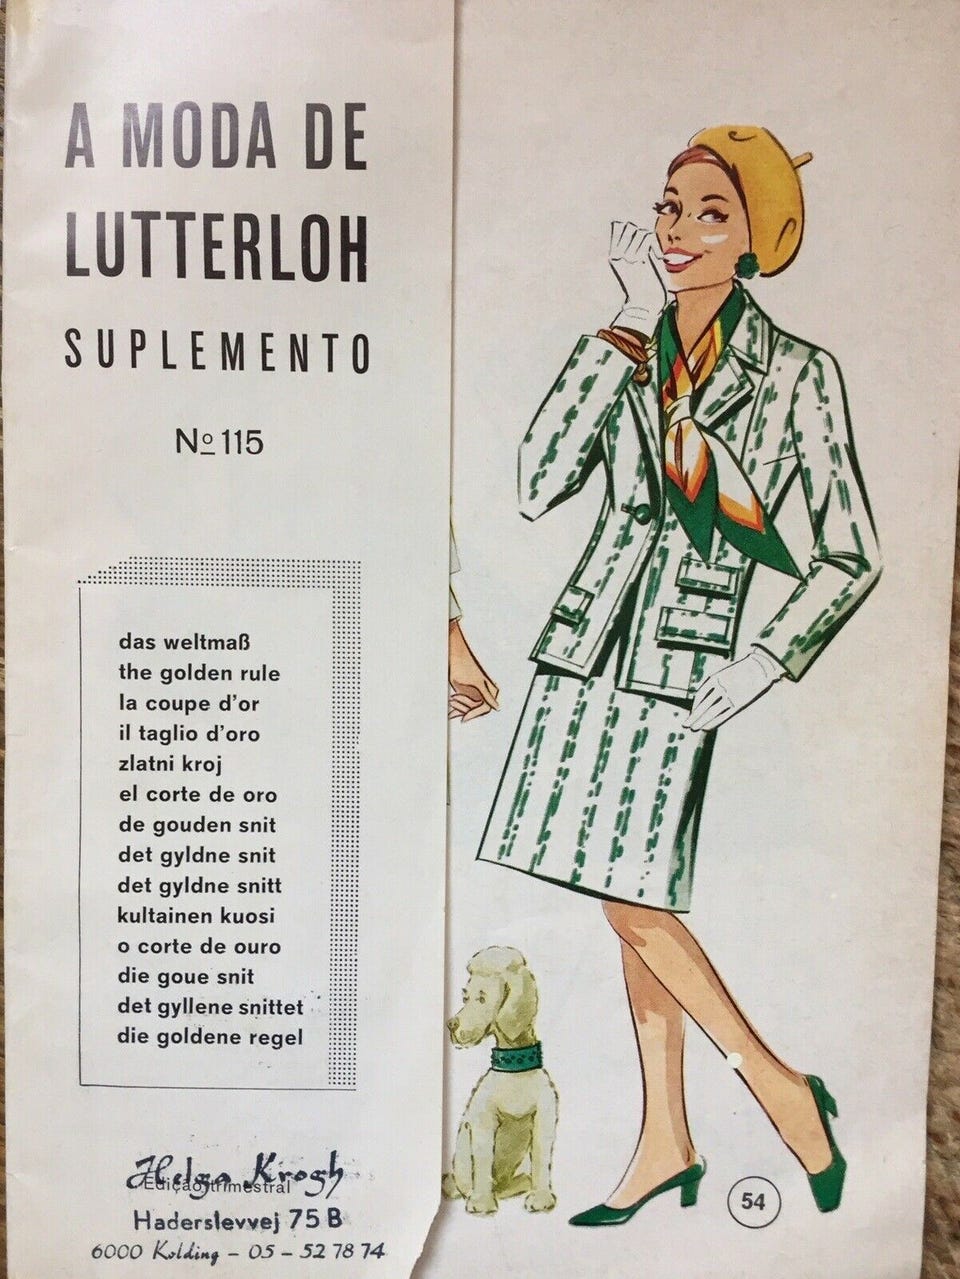 A MODA DE
LUTTERLOH
SUPLEMENTO
Nº 115
das weltmaß
the golden rule
la coupe d'or
il taglio d'oro
zlatni kroj
el corte de oro
de gouden snit
det gyldne snit
det gyldne snitt
kultainen kuosi
o corte de ouro
die goue snit
det gyllene snittet
die goldene regel
Helga Krogh
Edição trimestral
Haderslevvej 75 B
6000 Kolding - 05 - 52 78 74
54